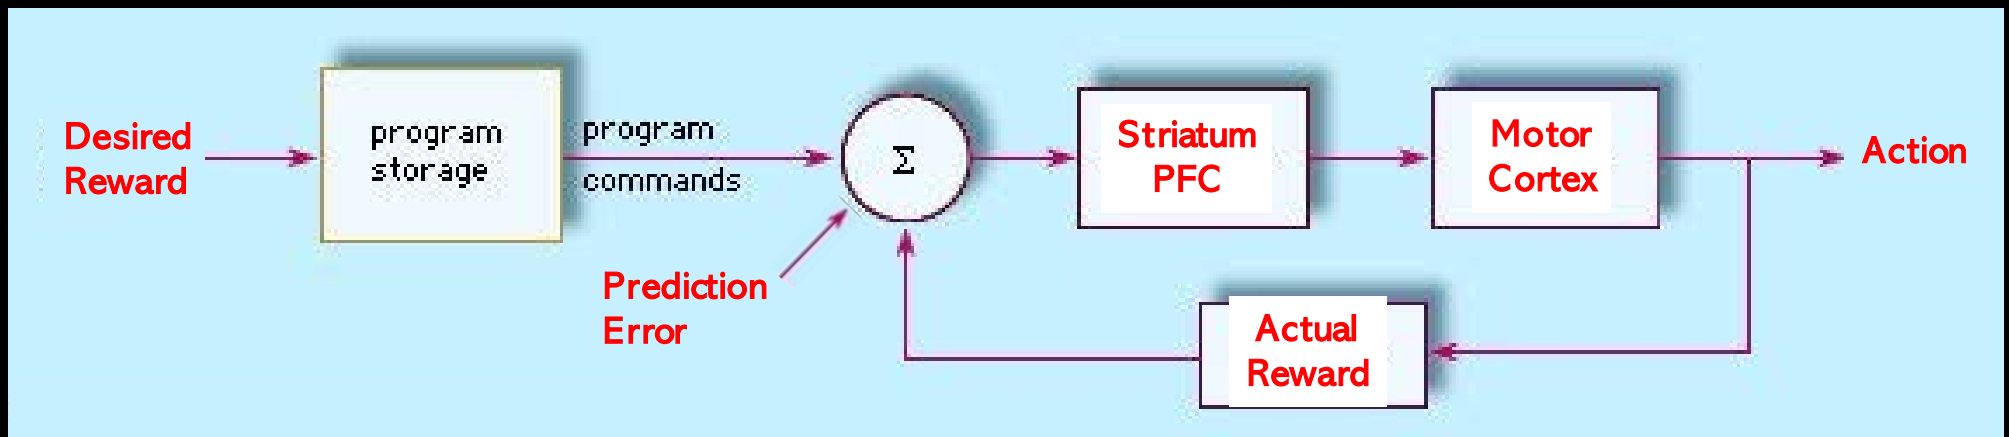 Desired
Reward
program
storage
program
commands
Σ
Prediction
Error
Striatum
PFC
Motor
Cortex
Action
Actual
Reward